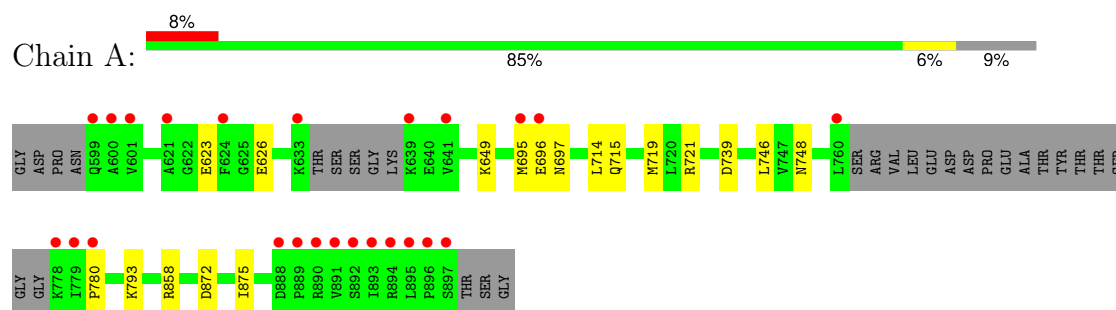 8%
Chain A:
85% 6% 9%
GLY ASP PRO ASN Q599 A600 V601 A621 G622 E623 F624 G625 E626 K633 THR SER SER GLY LYS K639 E640 V641 K649 M695 E696 N697 L714 Q715 M719 L720 R721 D739 L746 V747 N748 L760 SER ARG VAL LEU GLU ASP ASP PRO GLU ALA THR TYR THR THR SER
GLY GLY K778 I779 P780 K793 R858 D872 I875 D888 P889 R890 V891 S892 I893 R894 L895 P896 S897 THR SER GLY